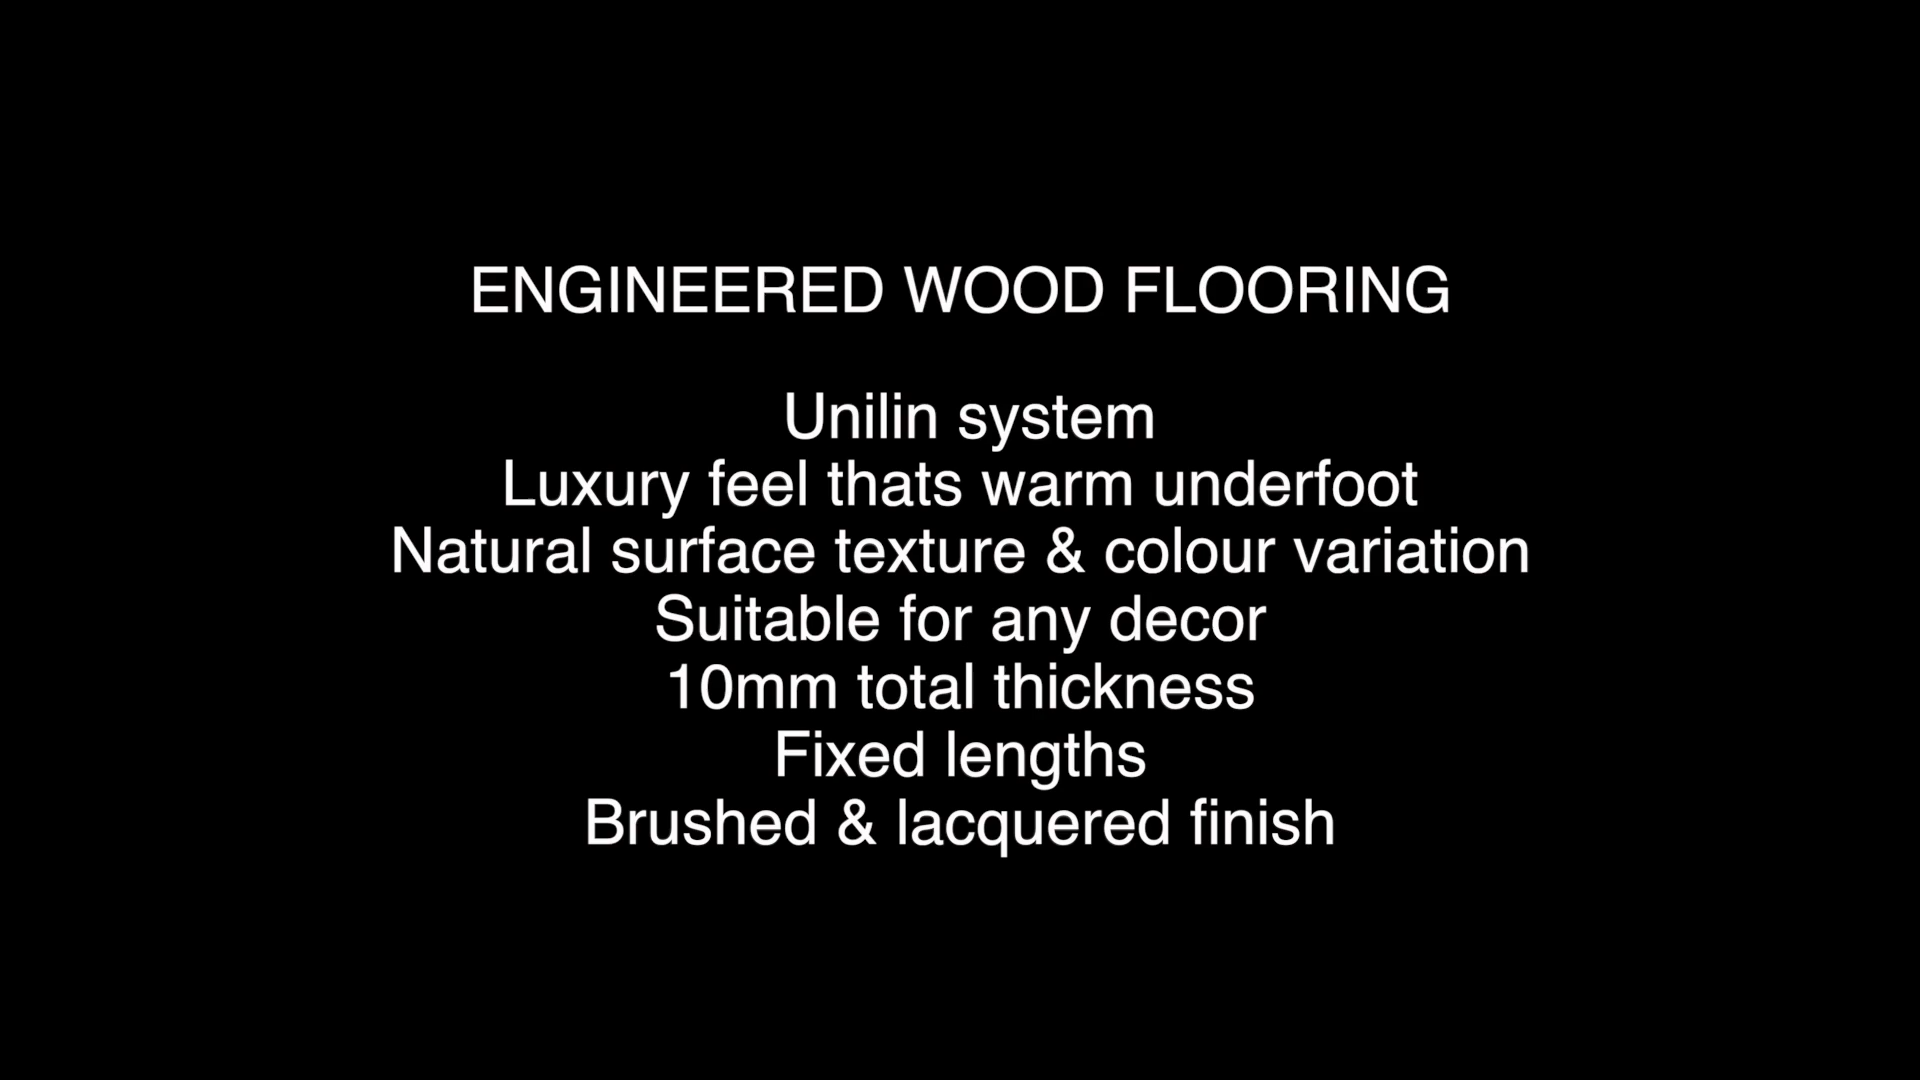 ENGINEERED WOOD FLOORING
Unilin system
Luxury feel thats warm underfoot
Natural surface texture & colour variation
Suitable for any decor
10mm total thickness
Fixed lengths
Brushed & lacquered finish